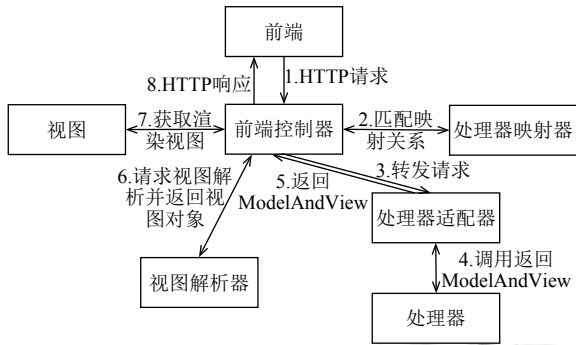 前端
8.HTTP响应
1.HTTP请求
视图
7.获取渲
染视图
前端控制器
2.匹配映
射关系
处理器映射器
6.请求视图解
析并返回视
图对象
5.返回
ModelAndView
3.转发请求
处理器适配器
视图解析器
4.调用返回
ModelAndView
处理器